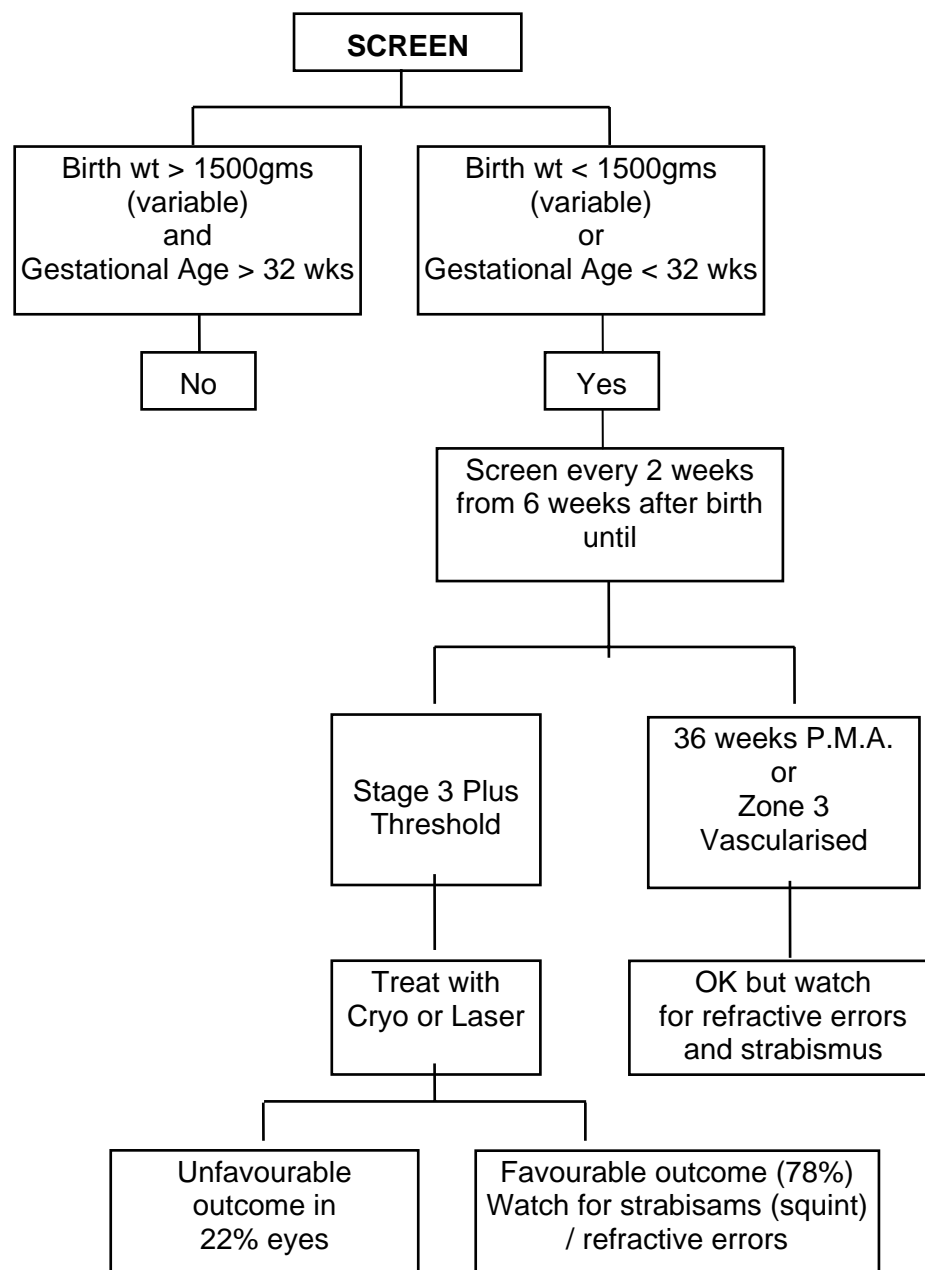 SCREEN
Birth wt > 1500gms
(variable)
and
Gestational Age > 32 wks
Birth wt < 1500gms
(variable)
or
Gestational Age < 32 wks
No
Yes
Screen every 2 weeks
from 6 weeks after birth
until
Stage 3 Plus
Threshold
36 weeks P.M.A.
or
Zone 3
Vascularised
Treat with
Cryo or Laser
OK but watch
for refractive errors
and strabismus
Unfavourable
outcome in
22% eyes
Favourable outcome (78%)
Watch for strabisams (squint)
/ refractive errors